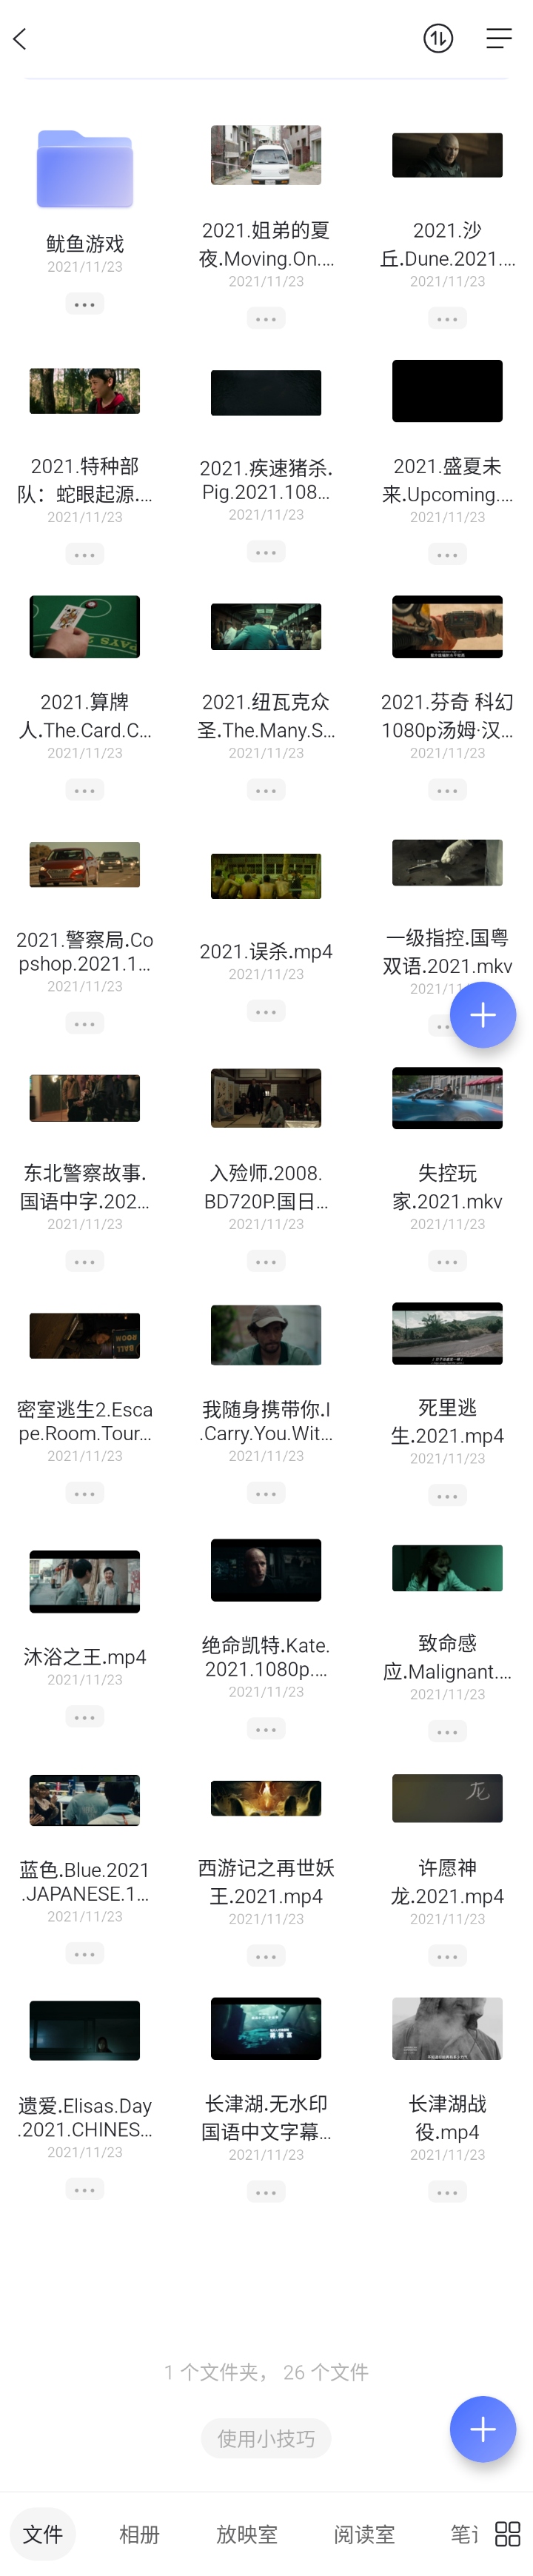 鱿鱼游戏
2021/11/23
2021.姐弟的夏
夜.Moving.On....
2021/11/23
2021.沙
丘.Dune.2021....
2021/11/23
2021.特种部
队：蛇眼起源....
2021/11/23
2021.疾速猪杀.
Pig.2021.108...
2021/11/23
2021.盛夏未
来.Upcoming....
2021/11/23
2021.算牌
人.The.Card.C...
2021/11/23
2021.纽瓦克众
圣.The.Many.S...
2021/11/23
2021.芬奇 科幻
1080p汤姆·汉...
2021/11/23
2021.警察局.Co
pshop.2021.1...
2021/11/23
2021.误杀.mp4
2021/11/23
一级指控.国粤
双语.2021.mkv
2021/11
东北警察故事.
国语中字.202...
2021/11/23
入殓师.2008.
BD720P.国日...
2021/11/23
失控玩
家.2021.mkv
2021/11/23
密室逃生2.Esca
pe.Room.Tour...
2021/11/23
我随身携带你.I
.Carry.You.Wit...
2021/11/23
死里逃
生.2021.mp4
2021/11/23
沐浴之王.mp4
2021/11/23
绝命凯特.Kate.
2021.1080p....
2021/11/23
致命感
应.Malignant....
2021/11/23
蓝色.Blue.2021
.JAPANESE.1...
2021/11/23
西游记之再世妖
王.2021.mp4
2021/11/23
龙
许愿神
龙.2021.mp4
2021/11/23
遗爱.Elisas.Day
.2021.CHINES...
2021/11/23
长津湖.无水印
国语中文字幕...
2021/11/23
长津湖战
役.mp4
2021/11/23
1 个文件夹， 26 个文件
使用小技巧
文件
相册
放映室
阅读室
笔